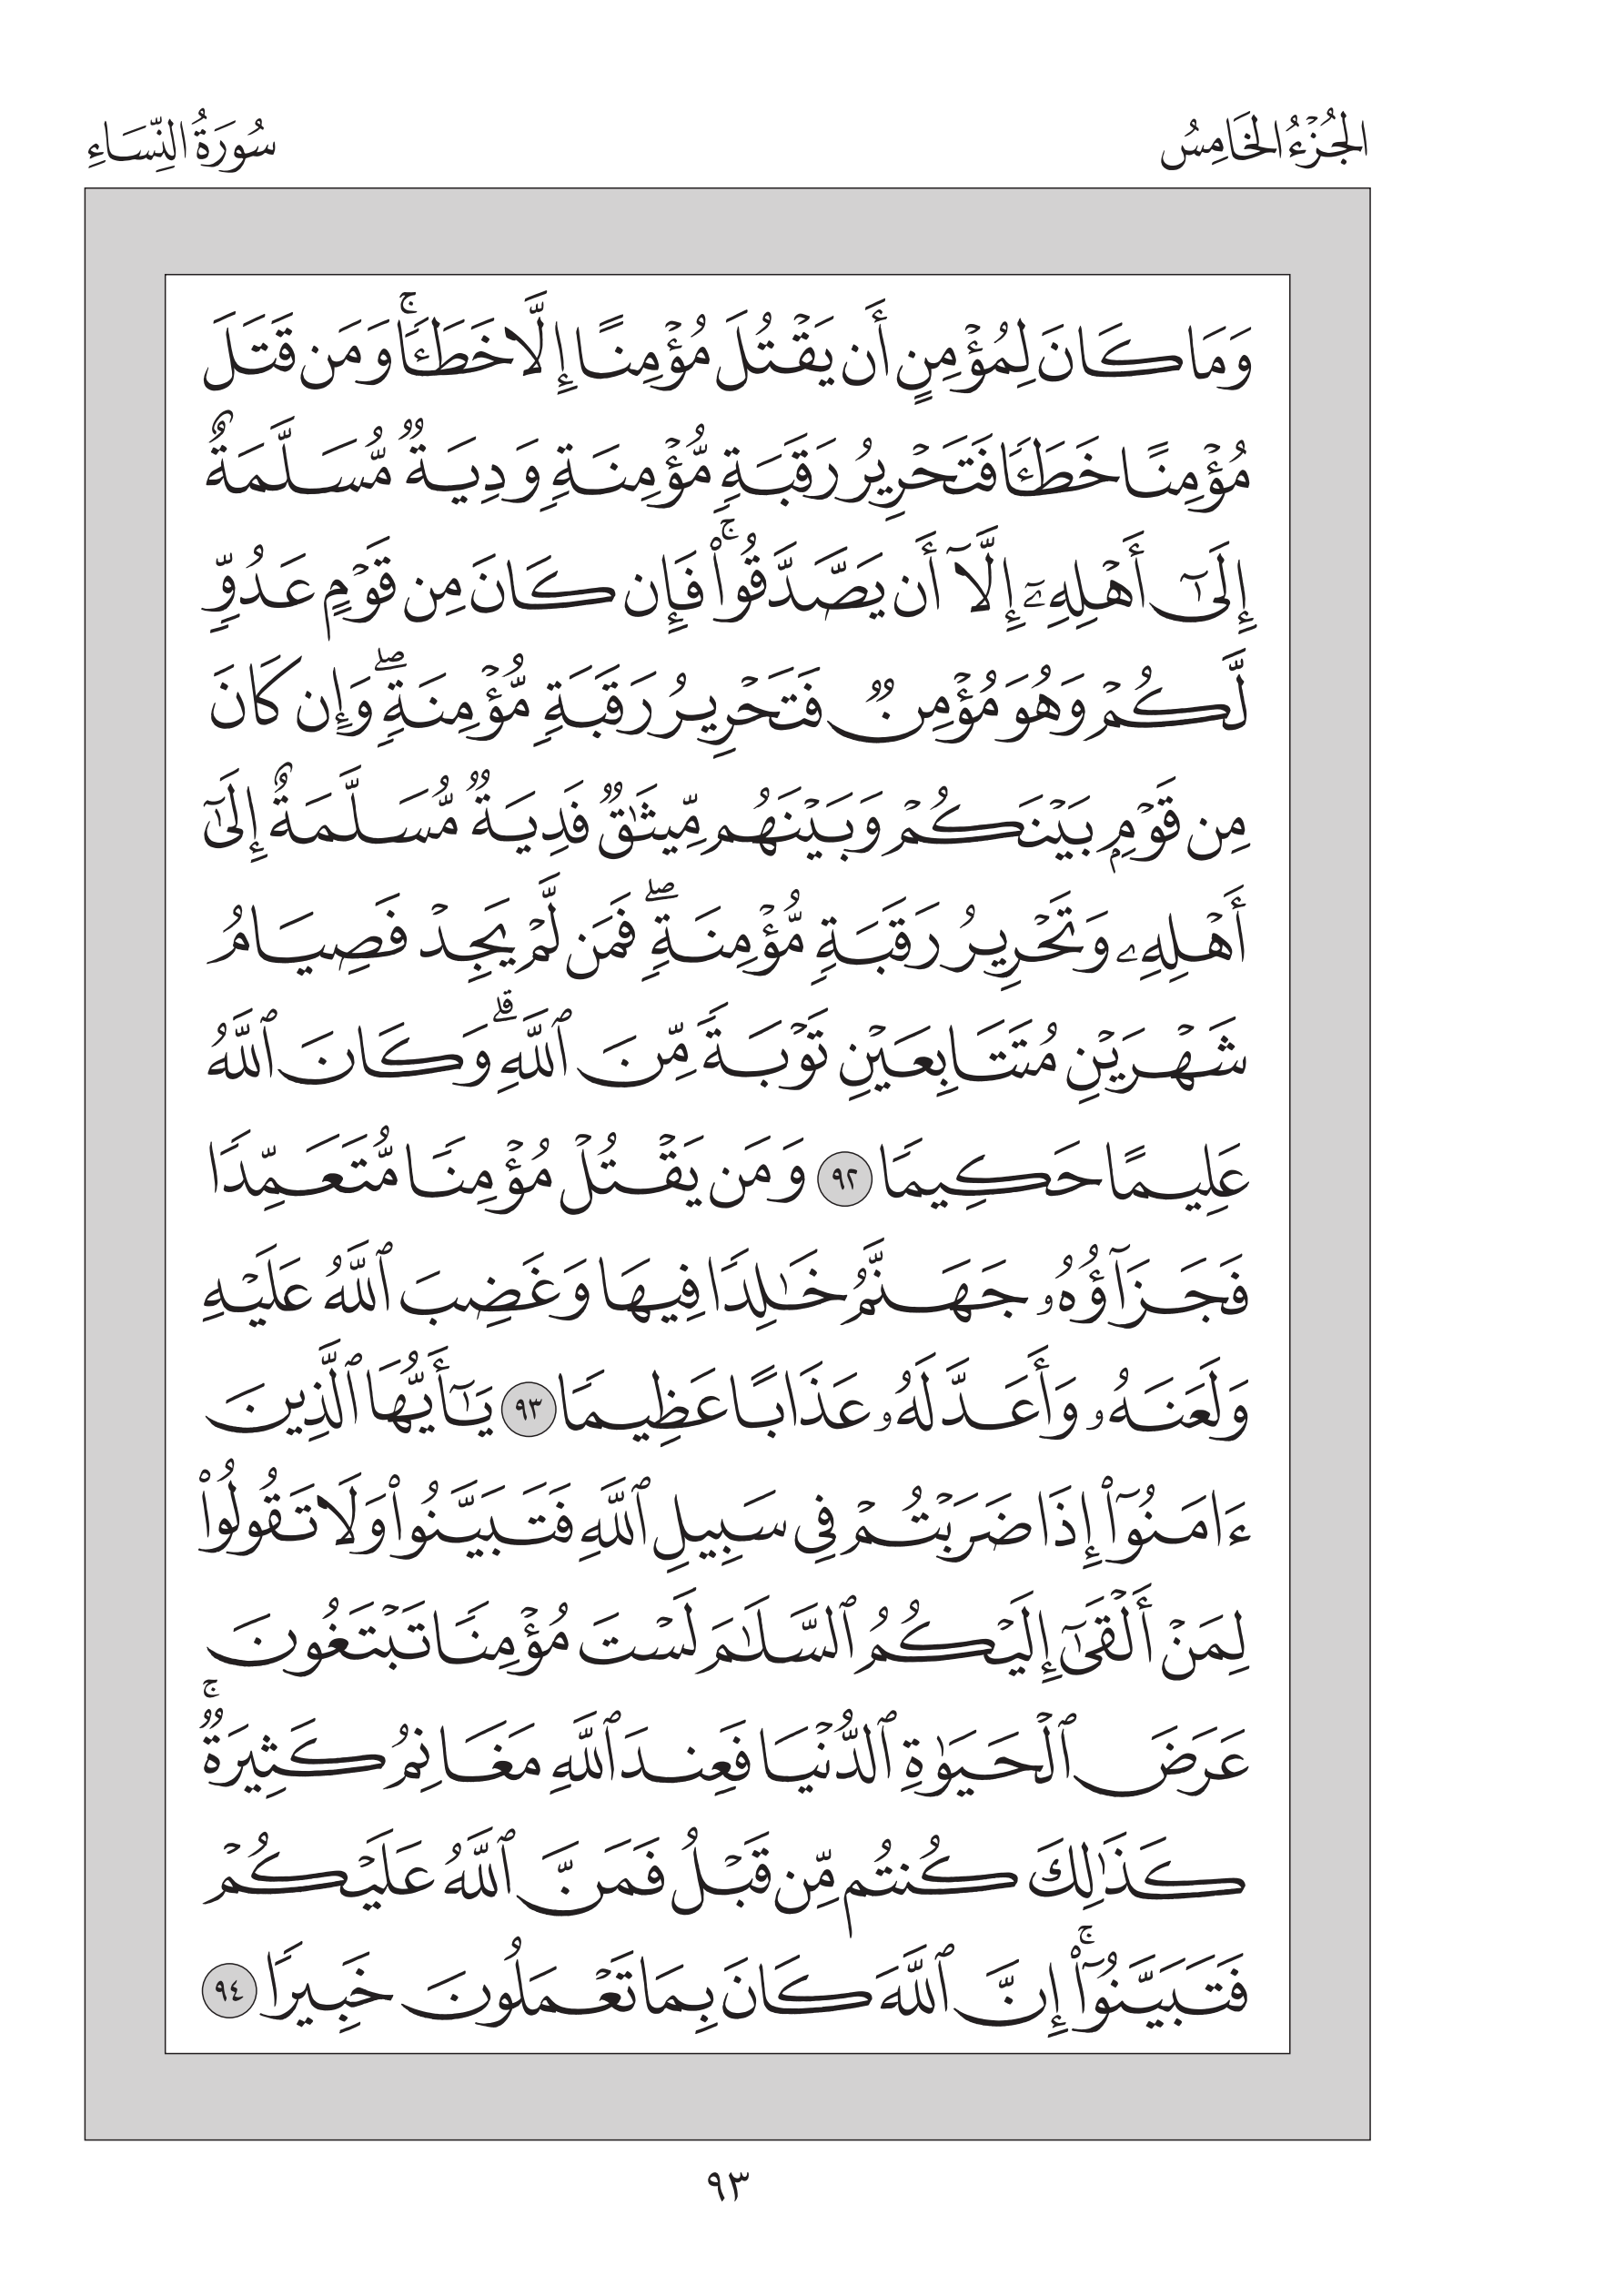 الجُزْءُ الخَامِسُ
سُورَةُ النِّسَاءِ
وَمَا كَانَ لِمُؤْمِنٍ أَن يَقْتُلَ مُؤْمِنًا إِلَّا خَطَـًٔا ۚ وَمَن قَتَلَ
مُؤْمِنًا خَطَـًٔا فَتَحْرِيرُ رَقَبَةٍ مُّؤْمِنَةٍ وَدِيَةٌ مُّسَلَّمَةٌ
إِلَىٰٓ أَهْلِهِۦٓ إِلَّآ أَن يَصَّدَّقُوا۟ ۚ فَإِن كَانَ مِن قَوْمٍ عَدُوٍّ
لَّكُمْ وَهُوَ مُؤْمِنٌ فَتَحْرِيرُ رَقَبَةٍ مُّؤْمِنَةٍ ۖ وَإِن كَانَ
مِن قَوْمٍۭ بَيْنَكُمْ وَبَيْنَهُم مِّيثَـٰقٌ فَدِيَةٌ مُّسَلَّمَةٌ إِلَىٰٓ
أَهْلِهِۦ وَتَحْرِيرُ رَقَبَةٍ مُّؤْمِنَةٍ ۖ فَمَن لَّمْ يَجِدْ فَصِيَامُ
شَهْرَيْنِ مُتَتَابِعَيْنِ تَوْبَةً مِّنَ ٱللَّهِ ۗ وَكَانَ ٱللَّهُ
عَلِيمًا حَكِيمًا ٩٢ وَمَن يَقْتُلْ مُؤْمِنًا مُّتَعَمِّدًا
فَجَزَآؤُهُۥ جَهَنَّمُ خَـٰلِدًا فِيهَا وَغَضِبَ ٱللَّهُ عَلَيْهِ
وَلَعَنَهُۥ وَأَعَدَّ لَهُۥ عَذَابًا عَظِيمًا ٩٣ يَـٰٓأَيُّهَا ٱلَّذِينَ
ءَامَنُوٓا۟ إِذَا ضَرَبْتُمْ فِى سَبِيلِ ٱللَّهِ فَتَبَيَّنُوا۟ وَلَا تَقُولُوا۟
لِمَنْ أَلْقَىٰٓ إِلَيْكُمُ ٱلسَّلَـٰمَ لَسْتَ مُؤْمِنًا تَبْتَغُونَ
عَرَضَ ٱلْحَيَوٰةِ ٱلدُّنْيَا فَعِندَ ٱللَّهِ مَغَانِمُ كَثِيرَةٌ ۚ
كَذَٰلِكَ كُنتُم مِّن قَبْلُ فَمَنَّ ٱللَّهُ عَلَيْكُمْ
فَتَبَيَّنُوٓا۟ ۚ إِنَّ ٱللَّهَ كَانَ بِمَا تَعْمَلُونَ خَبِيرًا ٩٤
٩٣